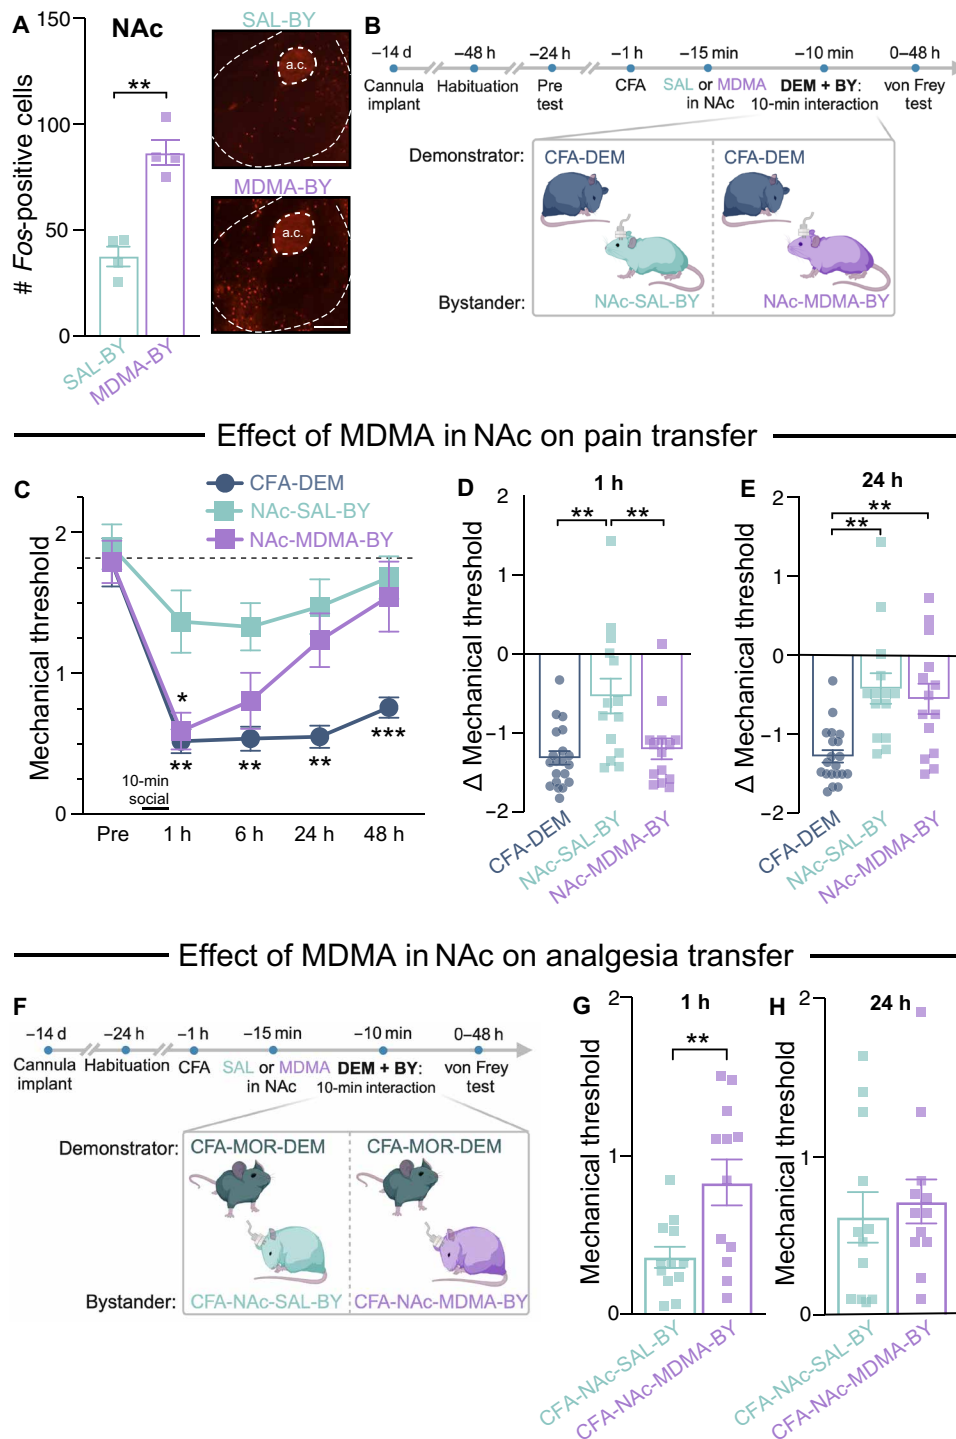 A
NAc
# Fos-positive cells
150
100
50
0
**
SAL-BY
MDMA-BY
SAL-BY
a.c.
MDMA-BY
a.c.
B
–14 d
–48 h
–24 h
–1 h
–15 min
–10 min
0–48 h
Cannula implant
Habituation
Pre test
CFA
SAL or MDMA in NAc
DEM + BY: 10-min interaction
von Frey test
Demonstrator:
CFA-DEM
CFA-DEM
Bystander:
NAc-SAL-BY
NAc-MDMA-BY
Effect of MDMA in NAc on pain transfer
C
CFA-DEM
NAc-SAL-BY
NAc-MDMA-BY
Mechanical threshold
2
1
0
*
**
**
**
***
10-min
social
Pre
1 h
6 h
24 h
48 h
D
1 h
Δ Mechanical threshold
2
1
0
–1
–2
**
**
CFA-DEM
NAc-SAL-BY
NAc-MDMA-BY
E
24 h
Δ Mechanical threshold
2
1
0
–1
–2
**
**
CFA-DEM
NAc-SAL-BY
NAc-MDMA-BY
Effect of MDMA in NAc on analgesia transfer
F
–14 d
–24 h
–1 h
–15 min
–10 min
0–48 h
Cannula implant
Habituation
CFA
SAL or MDMA in NAc
DEM + BY: 10-min interaction
von Frey test
Demonstrator:
CFA-MOR-DEM
CFA-MOR-DEM
Bystander:
CFA-NAc-SAL-BY
CFA-NAc-MDMA-BY
G
1 h
Mechanical threshold
2
1
0
**
CFA-NAc-SAL-BY
CFA-NAc-MDMA-BY
H
24 h
Mechanical threshold
2
1
0
CFA-NAc-SAL-BY
CFA-NAc-MDMA-BY